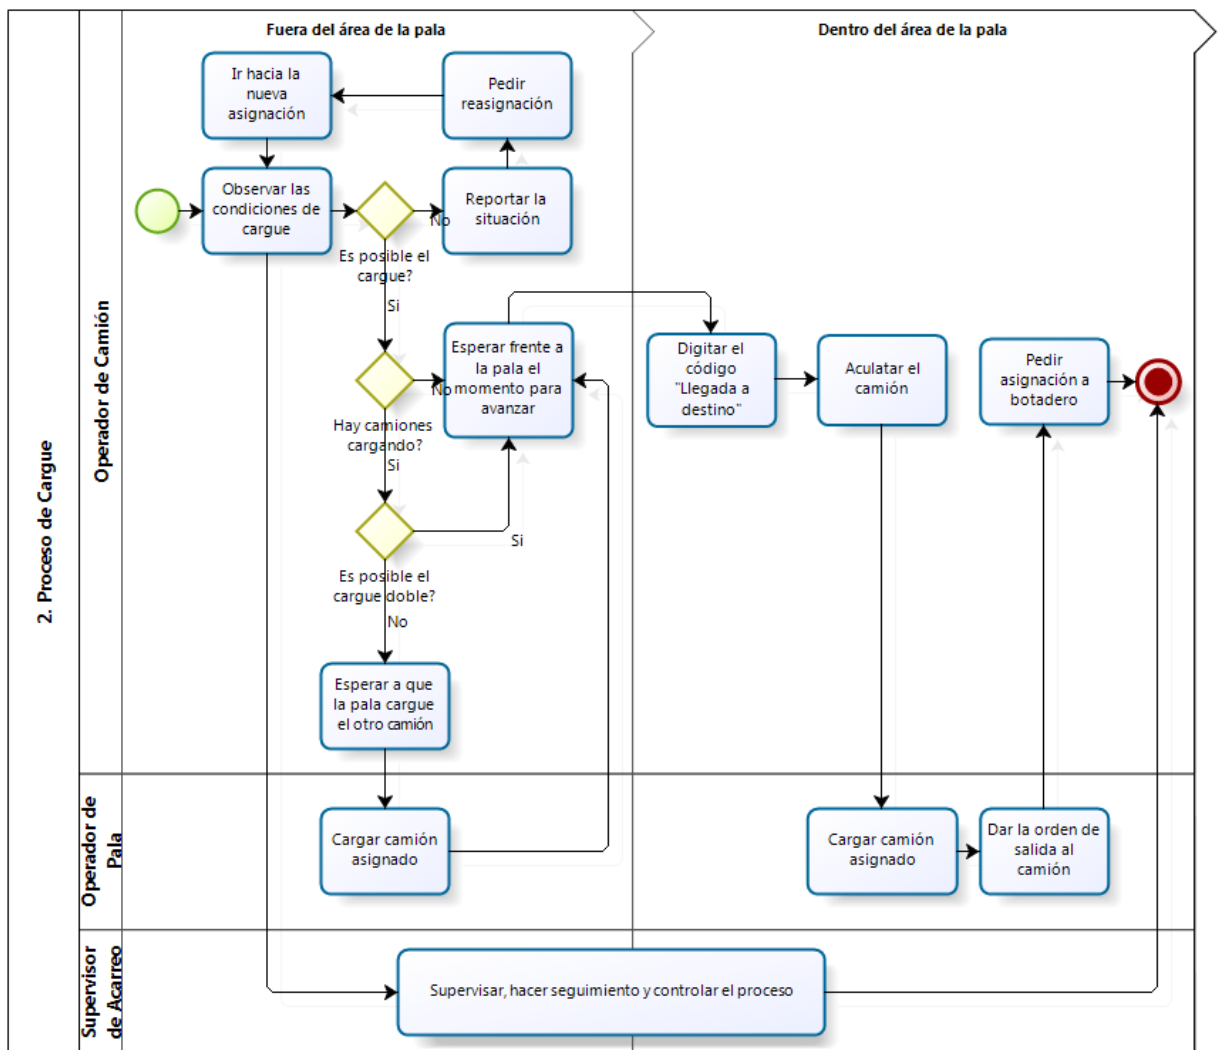 Fuera del área de la pala
Dentro del área de la pala
2. Proceso de Cargue
Operador de Camión
Ir hacia la
nueva
asignación
Pedir
reasignación
Observar las
condiciones de
cargue
No
Reportar la
situación
Es posible el
cargue?
Si
Esperar frente a
la pala el
momento para
avanzar
No
Hay camiones
cargando?
Si
Si
Es posible el
cargue doble?
No
Esperar a que
la pala cargue
el otro camión
Digitar el
código
"Llegada a
destino"
Aculatar el
camión
Pedir
asignación a
botadero
Operador de
Pala
Cargar camión
asignado
Cargar camión
asignado
Dar la orden de
salida al
camión
Supervisor
de Acarreo
Supervisar, hacer seguimiento y controlar el proceso